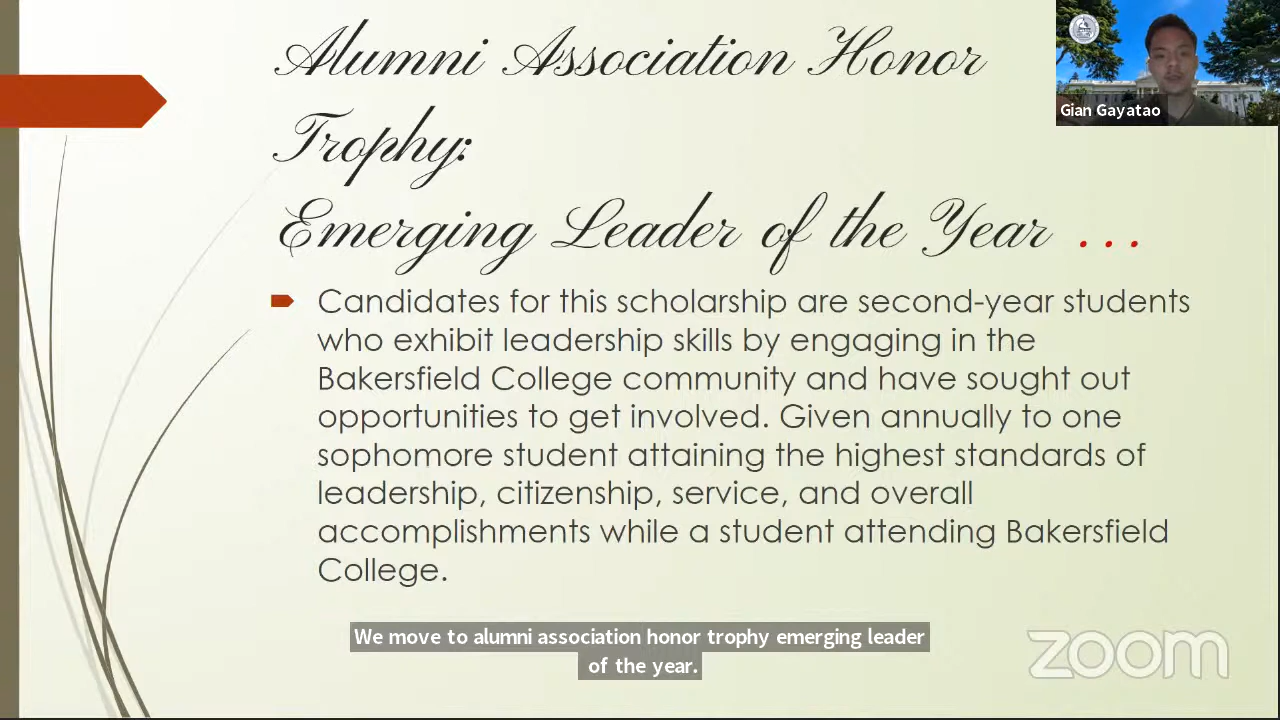 Alumni Association Honor
Trophy:
Emerging Leader of the Year ...
Gian Gayatao
Candidates for this scholarship are second-year students
who exhibit leadership skills by engaging in the
Bakersfield College community and have sought out
opportunities to get involved. Given annually to one
sophomore student attaining the highest standards of
leadership, citizenship, service, and overall
accomplishments while a student attending Bakersfield
College.
We move to alumni association honor trophy emerging leader
of the year.
zoom